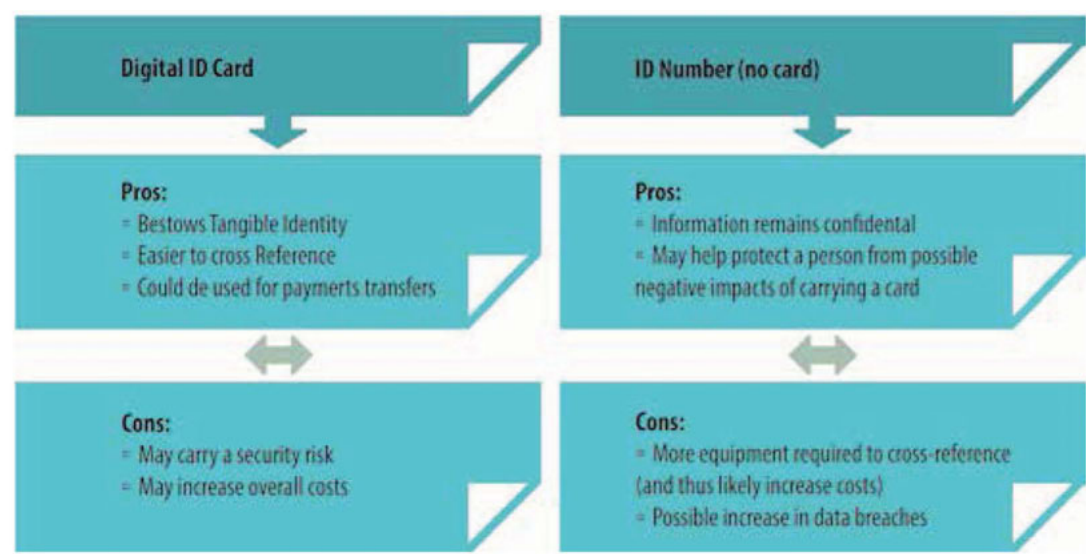 Digital ID Card
Pros:
▫ Bestows Tangible Identity
▫ Easier to cross Reference
▫ Could de used for paymerts transfers
Cons:
▫ May carry a security risk
▫ May increase overall costs
ID Number (no card)
Pros:
▫ Information remains confidental
▫ May help protect a person from possible
negative impacts of carrying a card
Cons:
▫ More equipment required to cross-reference
(and thus likely increase costs)
▫ Possible increase in data breaches